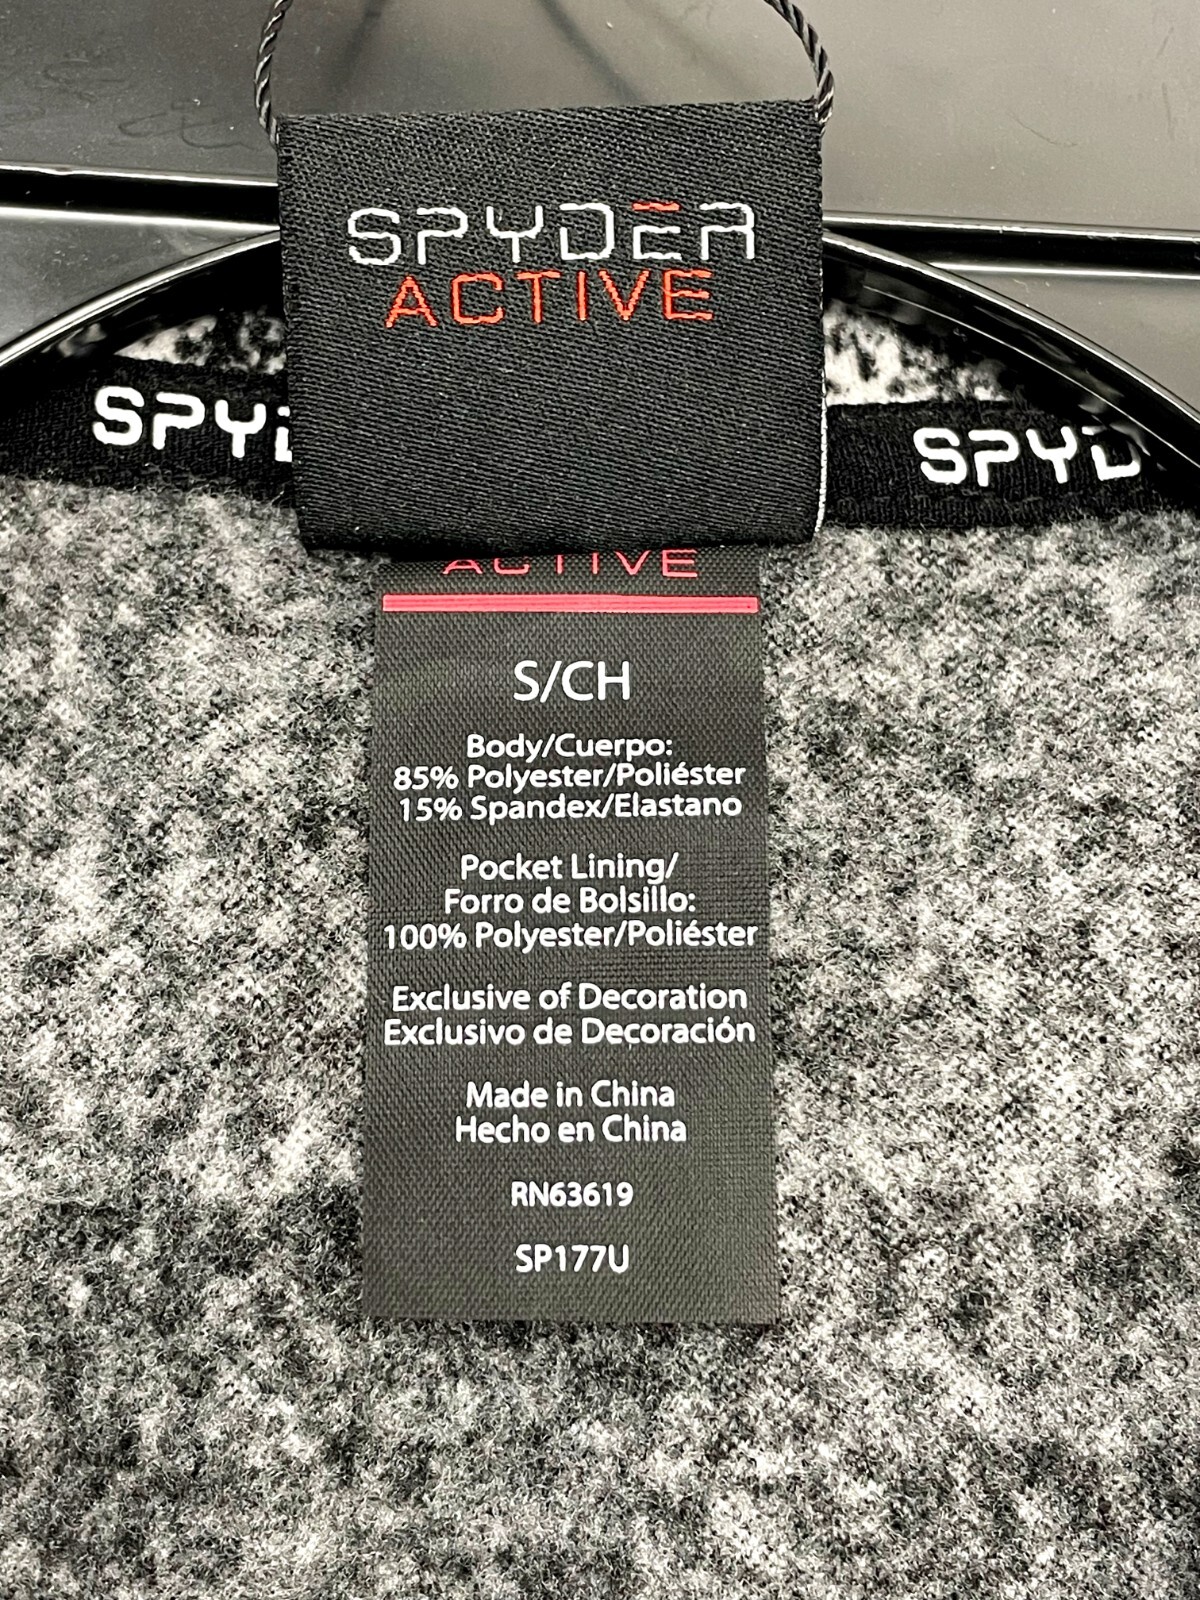 SPYDER
ACTIVE
SPYD
ACTIVE
S/CH
Body/Cuerpo:
85% Polyester/Poliéster
15% Spandex/Elastano
Pocket Lining/
Forro de Bolsillo:
100% Polyester/Poliéster
Exclusive of Decoration
Exclusivo de Decoración
Made in China
Hecho en China
RN63619
SP177U